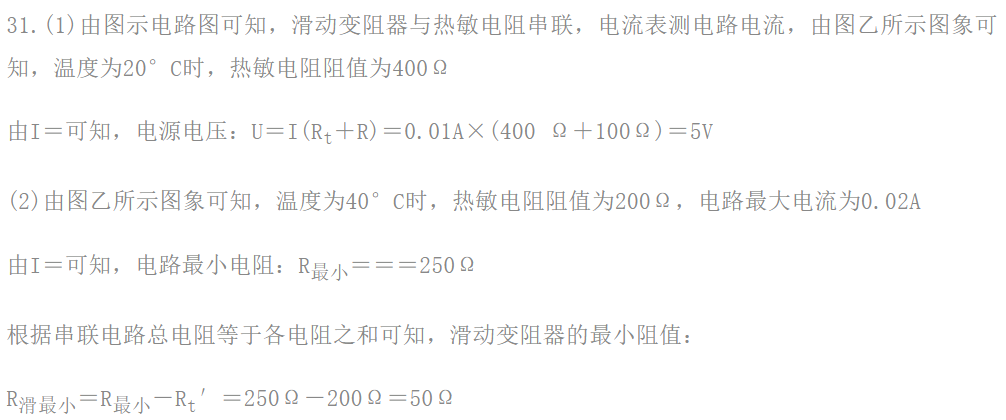 31.(1)由图示电路图可知，滑动变阻器与热敏电阻串联，电流表测电路电流，由图乙所示图象可
知，温度为20°C时，热敏电阻阻值为400Ω
由I＝可知，电源电压：U＝I(Rt＋R)＝0.01A×(400 Ω＋100Ω)＝5V
(2)由图乙所示图象可知，温度为40°C时，热敏电阻阻值为200Ω，电路最大电流为0.02A
由I＝可知，电路最小电阻：R最小＝＝＝250Ω
根据串联电路总电阻等于各电阻之和可知，滑动变阻器的最小阻值：
R滑最小＝R最小－Rt′＝250Ω－200Ω＝50Ω